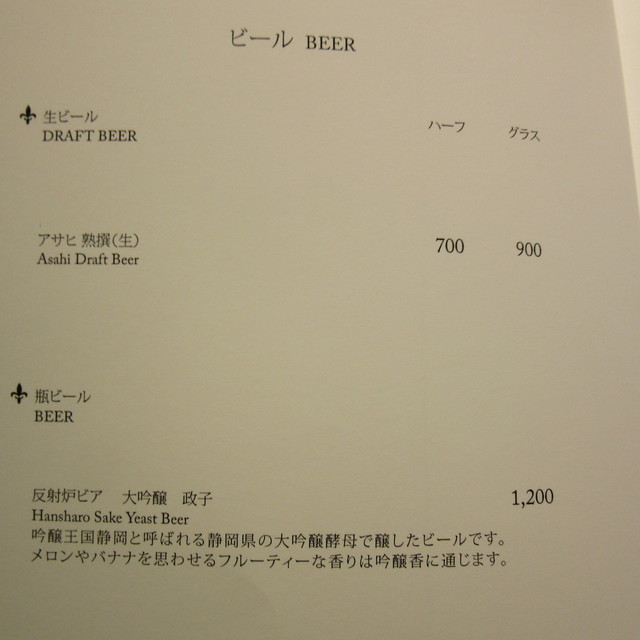 ビール BEER
生ビール
DRAFT BEER
ハーフ グラス
アサヒ 熟撰(生)
Asahi Draft Beer
700 900
瓶ビール
BEER
反射炉ビア 大吟醸 政子
1,200
Hansharo Sake Yeast Beer
吟醸王国静岡と呼ばれる静岡県の大吟醸酵母で醸したビールです。
メロンやバナナを思わせるフルーティーな香りは吟醸香に通じます。